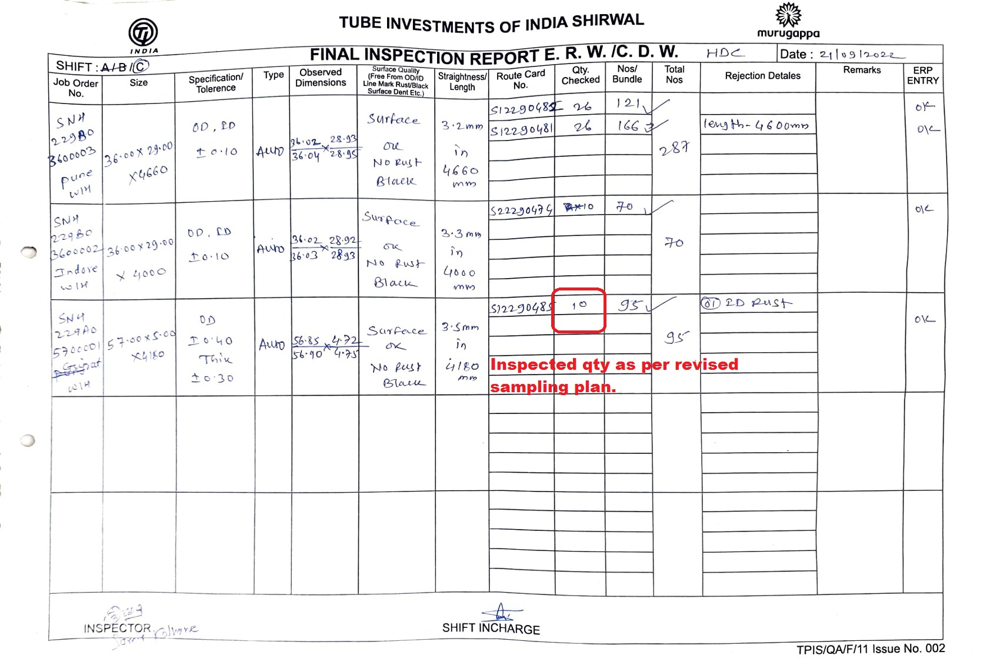 TUBE INVESTMENTS OF INDIA SHIRWAL
TI
INDIA
murugappa
FINAL INSPECTION REPORT E. R. W. /C. D. W. HDC
SHIFT : A / B / C
Date : 21/09/2022
Job Order No.
Size
Specification/ Tolerence
Type
Observed Dimensions
Surface Quality (Free From OD/ID Line Mark Rust/Black Surface Dent Etc.)
Straightness/ Length
Route Card No.
Qty. Checked
Nos/ Bundle
Total Nos
Rejection Detales
Remarks
ERP ENTRY
SNH
229B0
3600003
Pune
WIH
36.00 X 29.00
X4660
OD, ID
± 0.10
Auto
36.02 x 28.93
36.04 28.95
Surface
OK
No Rust
Black
3.2mm
in
4660
mm
26 121
S12290481 26 166
287
length - 4600mm
OK
OK
SNH
229B0
3600002
Indore
WIH
36.00 X 29.00
X 4000
OD, ID
±0.10
Auto
36.02 x 28.92
36.03 2893
Surface
OK
No Rust
Black
3.3mm
in
4000
mm
S22290474 10 70
70
OK
SNH
229A0
5700001
WIH
57.00 X 5.00
X4180
OD
±0.40
Thik
±0.30
Auto
56.85 x 4.72
56.90 4.75
Surface
OK
No Rust
Black
3.5mm
in
4180
mm
S12290485 10 95
95
01 ID Rust
OK
Inspected qty as per revised
sampling plan.
INSPECTOR
SHIFT INCHARGE
TPIS/QA/F/11 Issue No. 002